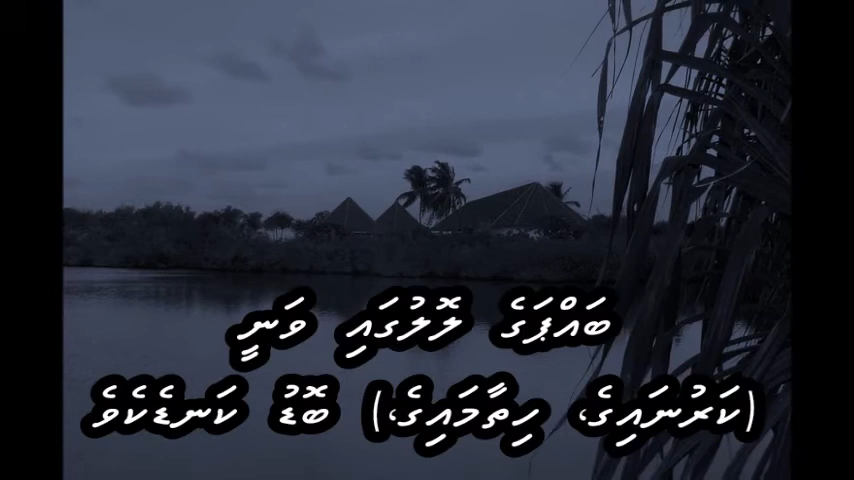 ބައްޕަގެ ލޮލުގައި ވަނީ
(ކަރުނައިގެ، ހިތާމައިގެ،) ބޮޑު ކަނޑެކެވެ